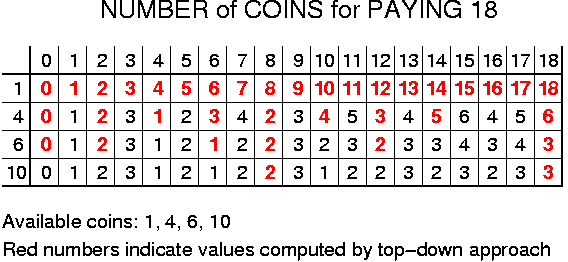 NUMBER of COINS for PAYING 18
0 1 2 3 4 5 6 7 8 9 10 11 12 13 14 15 16 17 18
1 0 1 2 3 4 5 6 7 8 9 10 11 12 13 14 15 16 17 18
4 0 1 2 3 1 2 3 4 2 3 4 5 3 4 5 6 4 5 6
6 0 1 2 3 1 2 1 2 2 3 2 3 2 3 3 4 3 4 3
10 0 1 2 3 1 2 1 2 2 3 1 2 2 3 2 3 2 3 3
Available coins: 1, 4, 6, 10
Red numbers indicate values computed by top−down approach